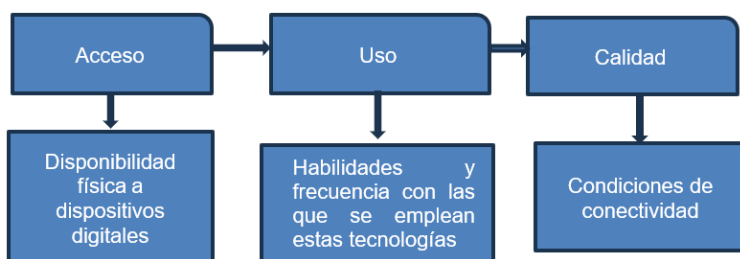 Acceso
Uso
Calidad
Disponibilidad
física a
dispositivos
digitales
Habilidades y
frecuencia con las
que se emplean
estas tecnologías
Condiciones de
conectividad